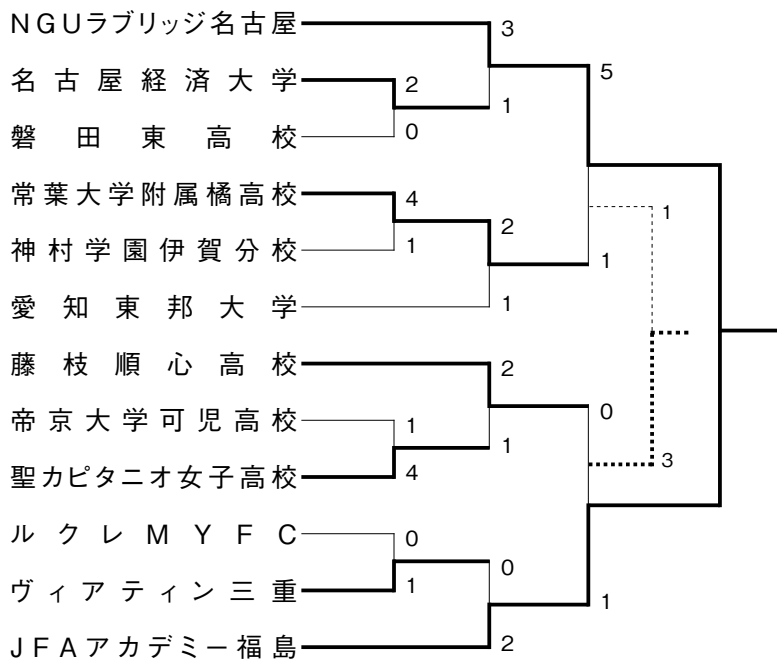 NGUラブリッジ名古屋
名古屋経済大学
磐田東高校
常葉大学附属橘高校
神村学園伊賀分校
愛知東邦大学
藤枝順心高校
帝京大学可児高校
聖カピタニオ女子高校
ルクレMYFC
ヴィアティン三重
JFAアカデミー福島
3
2
0
1
4
1
2
1
5
1
1
2
1
4
1
0
3
0
1
0
2
1